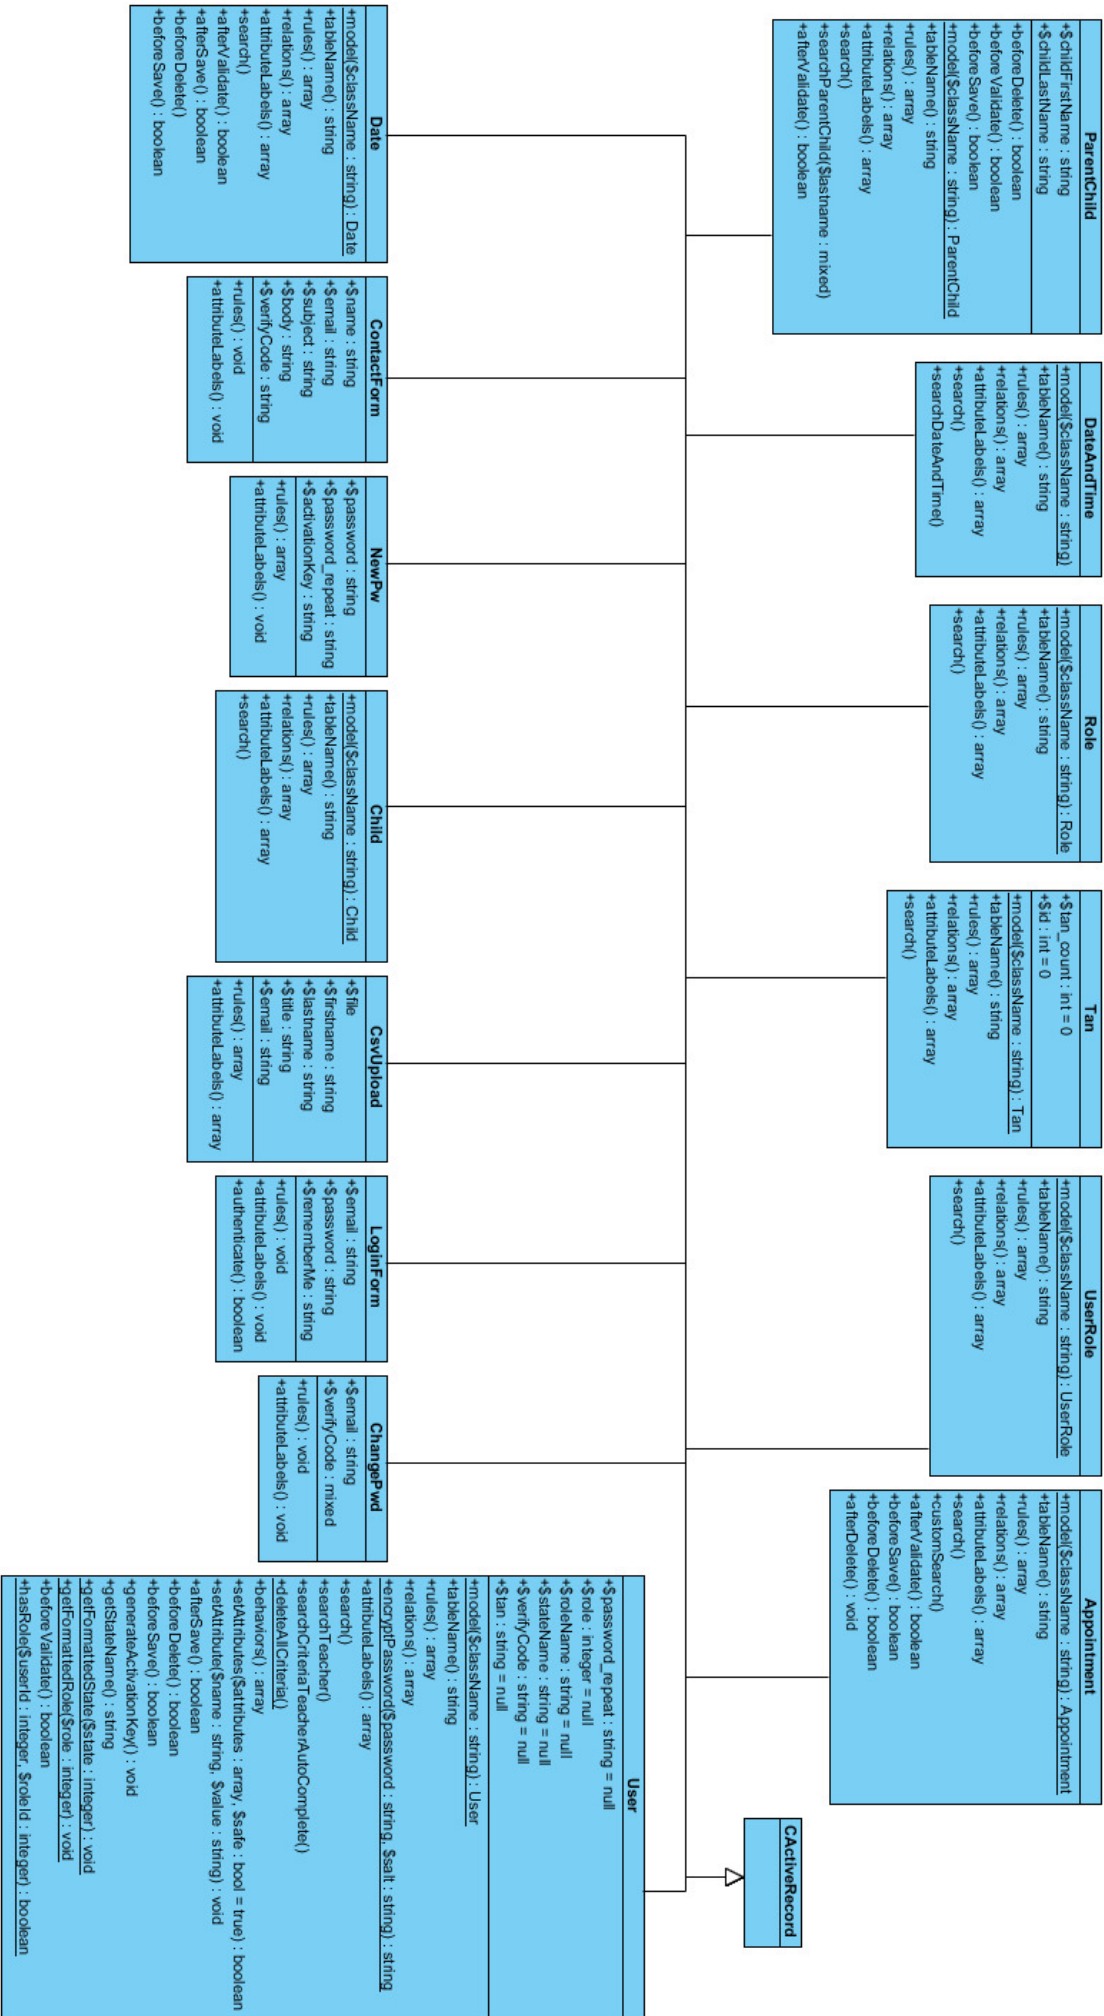 ParentChild
+$childFirstName : string
+$childLastName : string
+beforeDelete() : boolean
+beforeValidate() : boolean
+beforeSave() : boolean
+model($className : string) : ParentChild
+tableName() : string
+rules() : array
+relations() : array
+attributeLabels() : array
+search()
+searchParentChild($lastname : mixed)
+afterValidate() : boolean
DateAndTime
+model($className : string)
+tableName() : string
+rules() : array
+relations() : array
+attributeLabels() : array
+search()
+searchDateAndTime()
Role
+model($className : string) : Role
+tableName() : string
+rules() : array
+relations() : array
+attributeLabels() : array
+search()
Tan
+$tan_count : int = 0
+$id : int = 0
+model($className : string) : Tan
+tableName() : string
+rules() : array
+relations() : array
+attributeLabels() : array
+search()
UserRole
+model($className : string) : UserRole
+tableName() : string
+rules() : array
+relations() : array
+attributeLabels() : array
+search()
Appointment
+model($className : string) : Appointment
+tableName() : string
+rules() : array
+relations() : array
+attributeLabels() : array
+search()
+customSearch()
+afterValidate() : boolean
+beforeSave() : boolean
+beforeDelete() : boolean
+afterDelete() : void
CActiveRecord
Date
+model($className : string) : Date
+tableName() : string
+rules() : array
+relations() : array
+attributeLabels() : array
+search()
+afterValidate() : boolean
+afterSave() : boolean
+beforeDelete()
+beforeSave() : boolean
ContactForm
+$name : string
+$email : string
+$subject : string
+$body : string
+$verifyCode : string
+rules() : void
+attributeLabels() : void
NewPw
+$password : string
+$password_repeat : string
+$activationKey : string
+rules() : array
+attributeLabels() : void
Child
+model($className : string) : Child
+tableName() : string
+rules() : array
+relations() : array
+attributeLabels() : array
+search()
CsvUpload
+$file
+$firstname : string
+$lastname : string
+$title : string
+$email : string
+rules() : array
+attributeLabels() : array
LoginForm
+$email : string
+$password : string
+$rememberMe : string
+rules() : void
+attributeLabels() : void
+authenticate() : boolean
ChangePwd
+$email : string
+$verifyCode : mixed
+rules() : void
+attributeLabels() : void
User
+$password_repeat : string = null
+$role : integer = null
+$roleName : string = null
+$stateName : string = null
+$verifyCode : string = null
+$tan : string = null
+model($className : string) : User
+tableName() : string
+rules() : array
+relations() : array
+encryptPassword($password : string, $salt : string) : string
+attributeLabels() : array
+search()
+searchTeacher()
+searchCriteriaTeacherAutoComplete()
+deleteAllCriteria()
+behaviors() : array
+setAttributes($attributes : array, $safe : bool = true) : boolean
+setAttribute($name : string, $value : string) : void
+afterSave() : boolean
+beforeDelete() : boolean
+beforeSave() : boolean
+generateActivationKey() : void
+getStateName() : string
+getFormattedState($state : integer) : void
+getFormattedRole($role : integer) : void
+beforeValidate() : boolean
+hasRole($userId : integer, $roleId : integer) : boolean